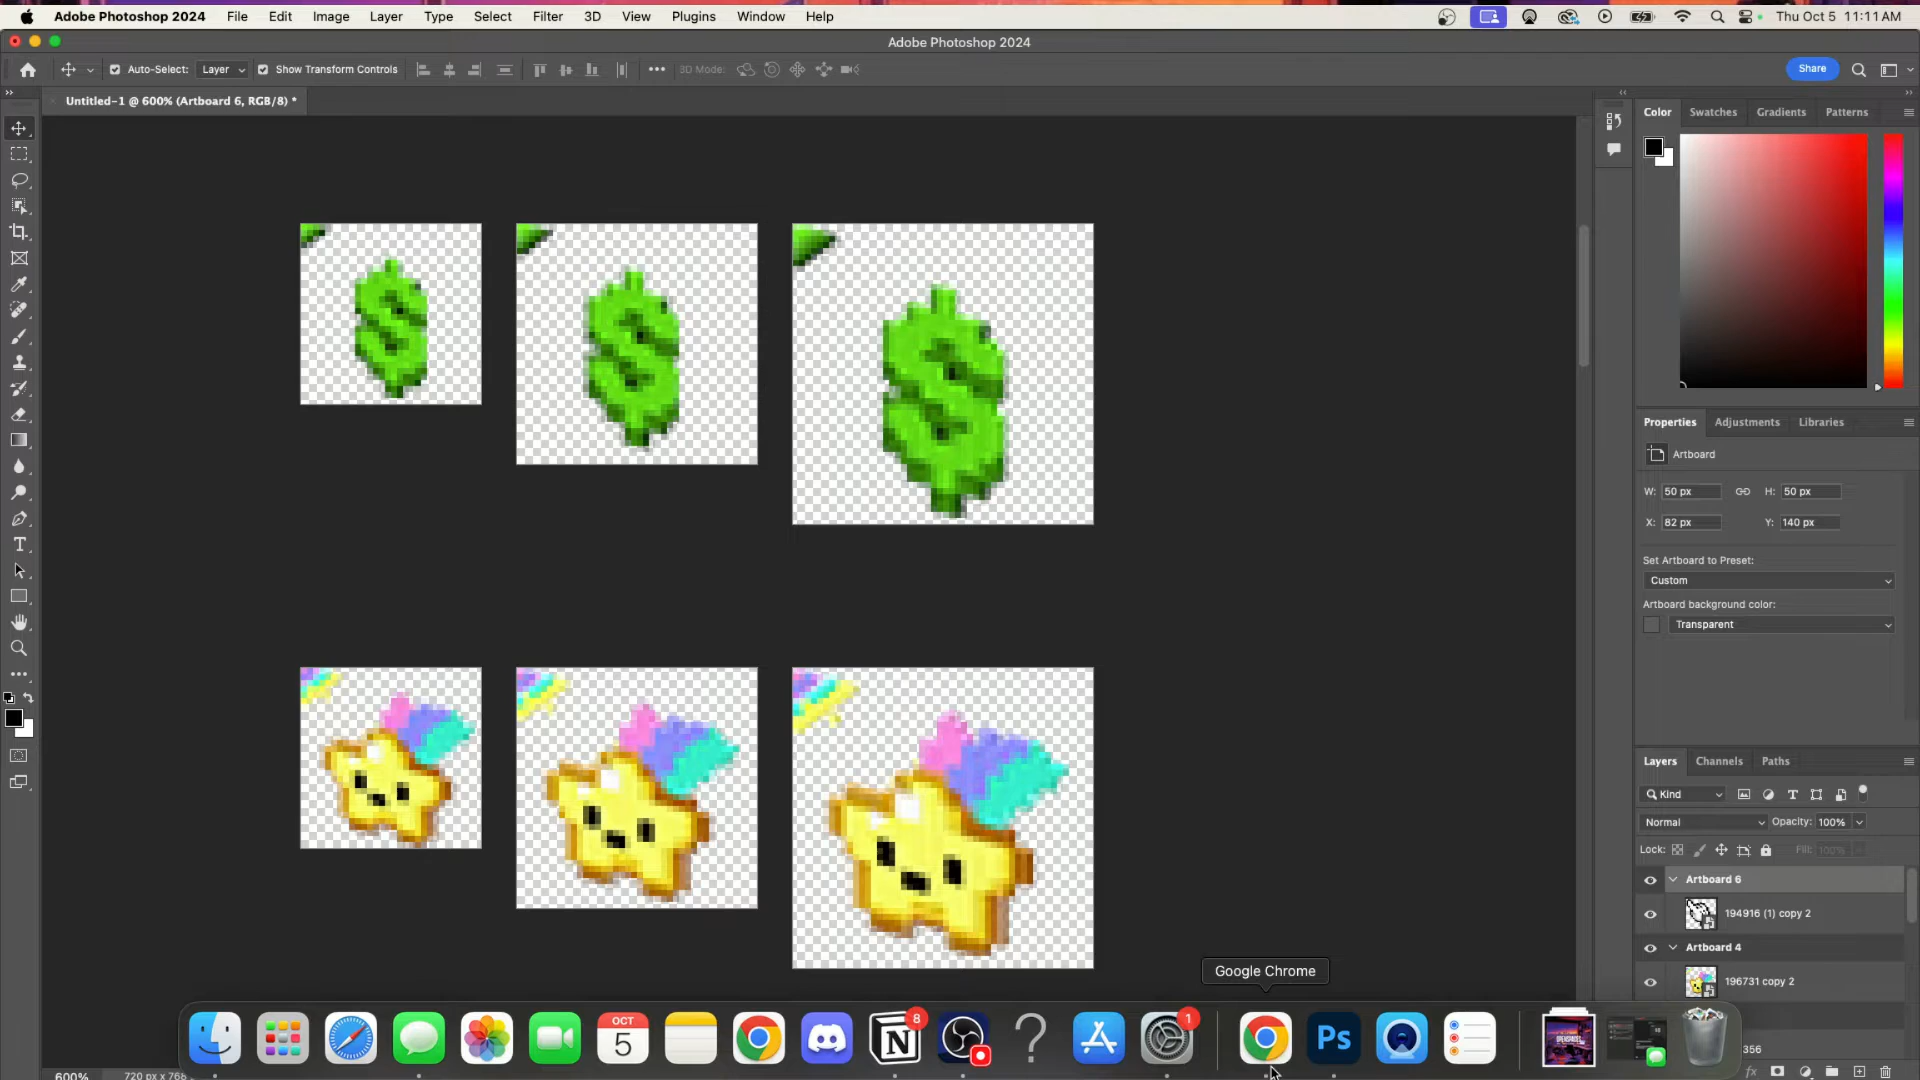 Adobe Photoshop 2024 File Edit Image Layer Type Select Filter 3D View Plugins Window Help Thu Oct 5 11:11 AM
Adobe Photoshop 2024
Auto-Select: Layer Show Transform Controls 3D Mode: Share
Untitled-1 @ 600% (Artboard 6, RGB/8) *
Color Swatches Gradients Patterns
Properties Adjustments Libraries
Artboard
W: 50 px H: 50 px
X: 82 px Y: 140 px
Set Artboard to Preset:
Custom
Artboard background color:
Transparent
Layers Channels Paths
Kind
Normal Opacity: 100%
Lock: Fill: 100%
Artboard 6
194916 (1) copy 2
Artboard 4
196731 copy 2
Google Chrome
OCT
5
8
1
N
Ps
356
600% 720 px x 768
fx